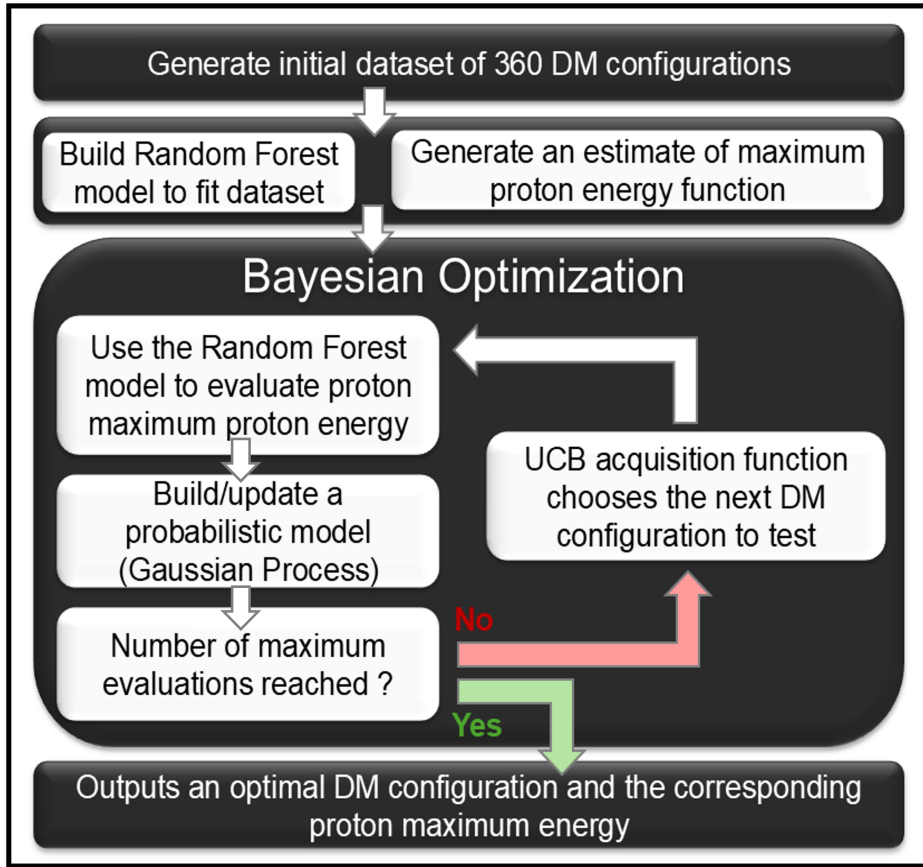 Generate initial dataset of 360 DM configurations
Build Random Forest
model to fit dataset
Generate an estimate of maximum
proton energy function
Bayesian Optimization
Use the Random Forest
model to evaluate proton
maximum proton energy
Build/update a
probabilistic model
(Gaussian Process)
Number of maximum
evaluations reached ?
No
Yes
UCB acquisition function
chooses the next DM
configuration to test
Outputs an optimal DM configuration and the corresponding
proton maximum energy